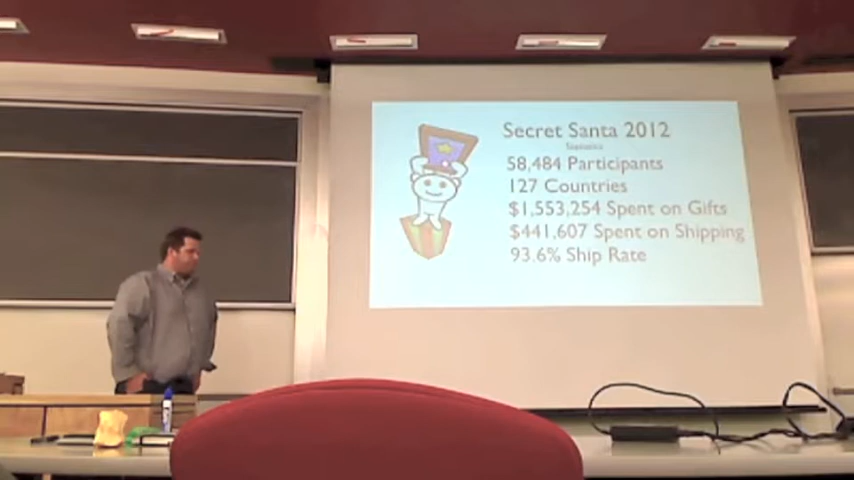 Secret Santa 2012
Statistics
58,484 Participants
127 Countries
$1,553,254 Spent on Gifts
$441,607 Spent on Shipping
93.6% Ship Rate